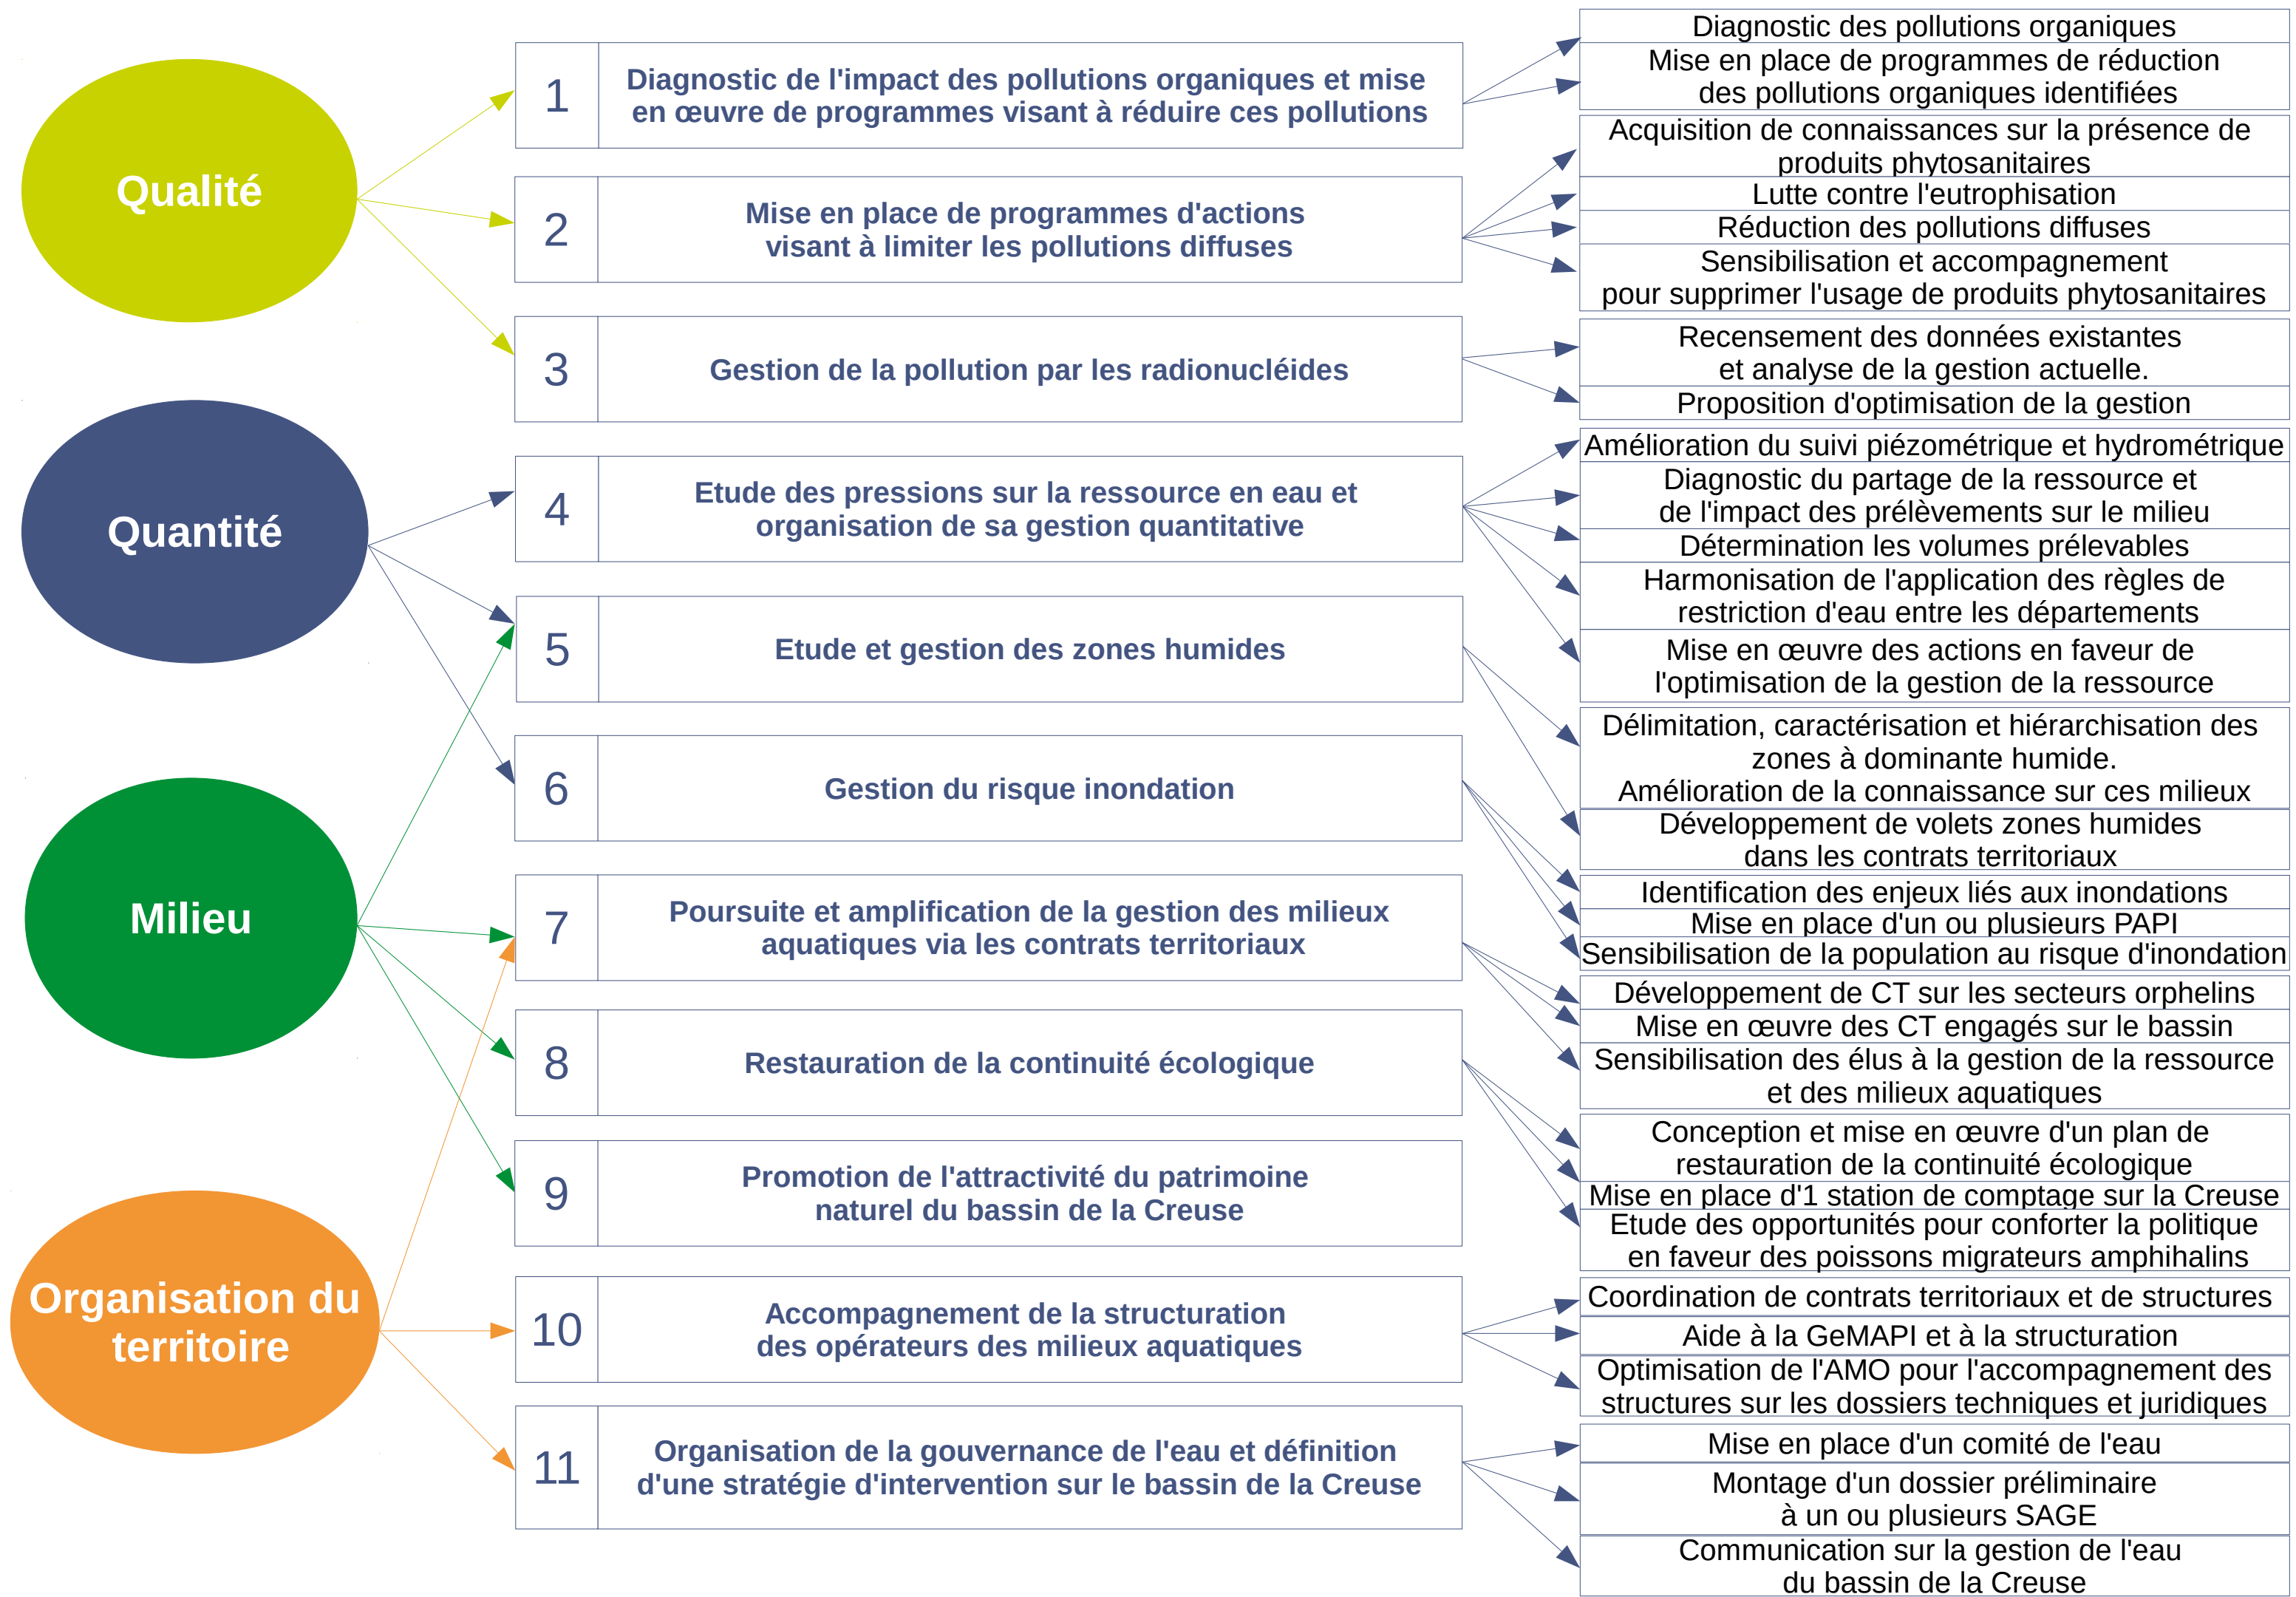 Qualité
Quantité
Milieu
Organisation du
territoire
1
Diagnostic de l'impact des pollutions organiques et mise
en œuvre de programmes visant à réduire ces pollutions
2
Mise en place de programmes d'actions
visant à limiter les pollutions diffuses
3
Gestion de la pollution par les radionucléides
4
Etude des pressions sur la ressource en eau et
organisation de sa gestion quantitative
5
Etude et gestion des zones humides
6
Gestion du risque inondation
7
Poursuite et amplification de la gestion des milieux
aquatiques via les contrats territoriaux
8
Restauration de la continuité écologique
9
Promotion de l'attractivité du patrimoine
naturel du bassin de la Creuse
10
Accompagnement de la structuration
des opérateurs des milieux aquatiques
11
Organisation de la gouvernance de l'eau et définition
d'une stratégie d'intervention sur le bassin de la Creuse
Diagnostic des pollutions organiques
Mise en place de programmes de réduction
des pollutions organiques identifiées
Acquisition de connaissances sur la présence de
produits phytosanitaires
Lutte contre l'eutrophisation
Réduction des pollutions diffuses
Sensibilisation et accompagnement
pour supprimer l'usage de produits phytosanitaires
Recensement des données existantes
et analyse de la gestion actuelle.
Proposition d'optimisation de la gestion
Amélioration du suivi piézométrique et hydrométrique
Diagnostic du partage de la ressource et
de l'impact des prélèvements sur le milieu
Détermination les volumes prélevables
Harmonisation de l'application des règles de
restriction d'eau entre les départements
Mise en œuvre des actions en faveur de
l'optimisation de la gestion de la ressource
Délimitation, caractérisation et hiérarchisation des
zones à dominante humide.
Amélioration de la connaissance sur ces milieux
Développement de volets zones humides
dans les contrats territoriaux
Identification des enjeux liés aux inondations
Mise en place d'un ou plusieurs PAPI
Sensibilisation de la population au risque d'inondation
Développement de CT sur les secteurs orphelins
Mise en œuvre des CT engagés sur le bassin
Sensibilisation des élus à la gestion de la ressource
et des milieux aquatiques
Conception et mise en œuvre d'un plan de
restauration de la continuité écologique
Mise en place d'1 station de comptage sur la Creuse
Etude des opportunités pour conforter la politique
en faveur des poissons migrateurs amphihalins
Coordination de contrats territoriaux et de structures
Aide à la GeMAPI et à la structuration
Optimisation de l'AMO pour l'accompagnement des
structures sur les dossiers techniques et juridiques
Mise en place d'un comité de l'eau
Montage d'un dossier préliminaire
à un ou plusieurs SAGE
Communication sur la gestion de l'eau
du bassin de la Creuse